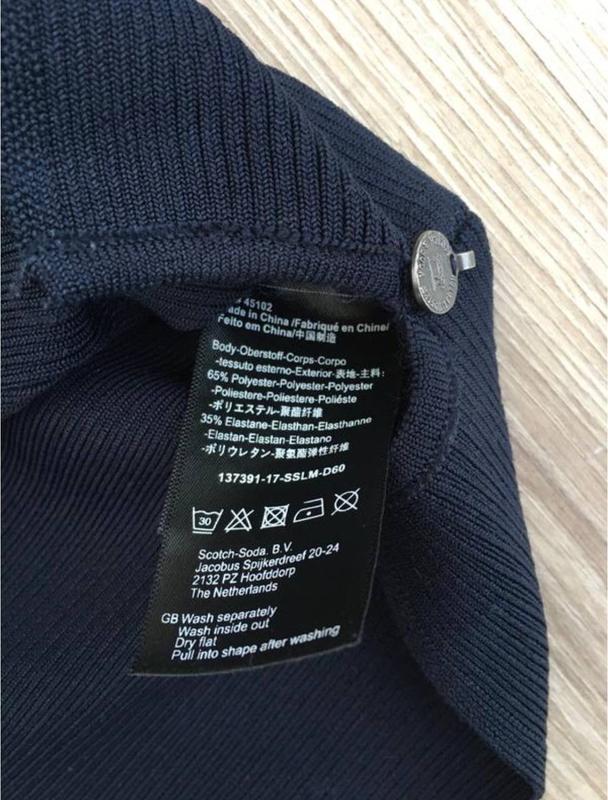 45102
ade in China /Fabriqué en Chine/
Feito em China/中国制造
Body-Oberstoff-Corps-Corpo
-tessuto esterno-Exterior-表地-主料:
65% Polyester-Polyester-Polyester
-Poliestere-Poliestere-Poliéste
-ポリエステル-聚酯纤维
35% Elastane-Elasthan-Elasthanne
-Elastan-Elastan-Elastano
-ポリウレタン-聚氨酯弹性纤维
137391-17-SSLM-D60
30
Scotch-Soda. B.V.
Jacobus Spijkerdreef 20-24
2132 PZ Hoofddorp
The Netherlands
GB Wash separately
Wash inside out
Dry flat
Pull into shape after washing